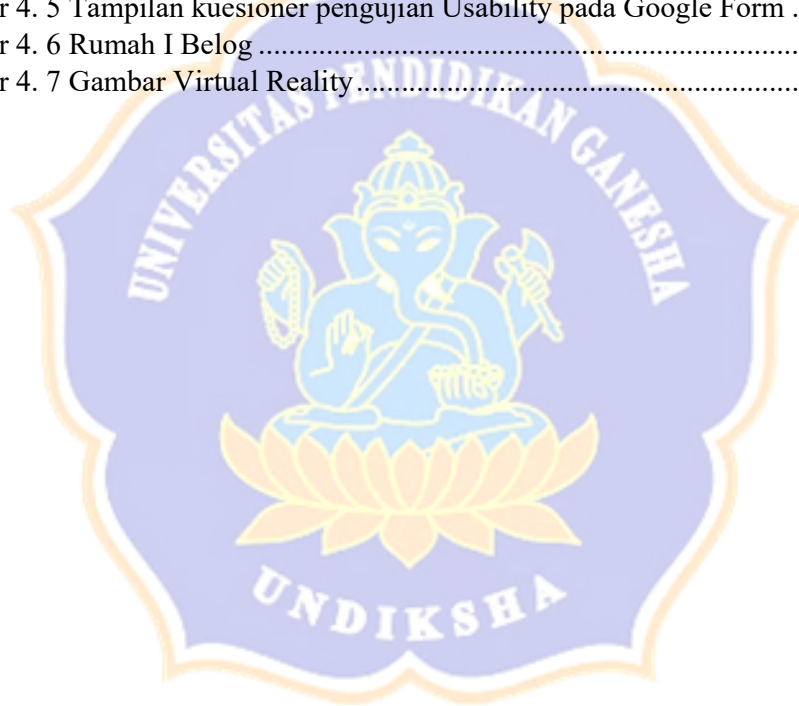 r 4. 5 Tampilan kuesioner pengujian Usability pada Google Form .
r 4. 6 Rumah I Belog ....................................................................
r 4. 7 Gambar Virtual Reality........................................................
UNIVERSITAS PENDIDIKAN GANESHA
UNDIKSHA